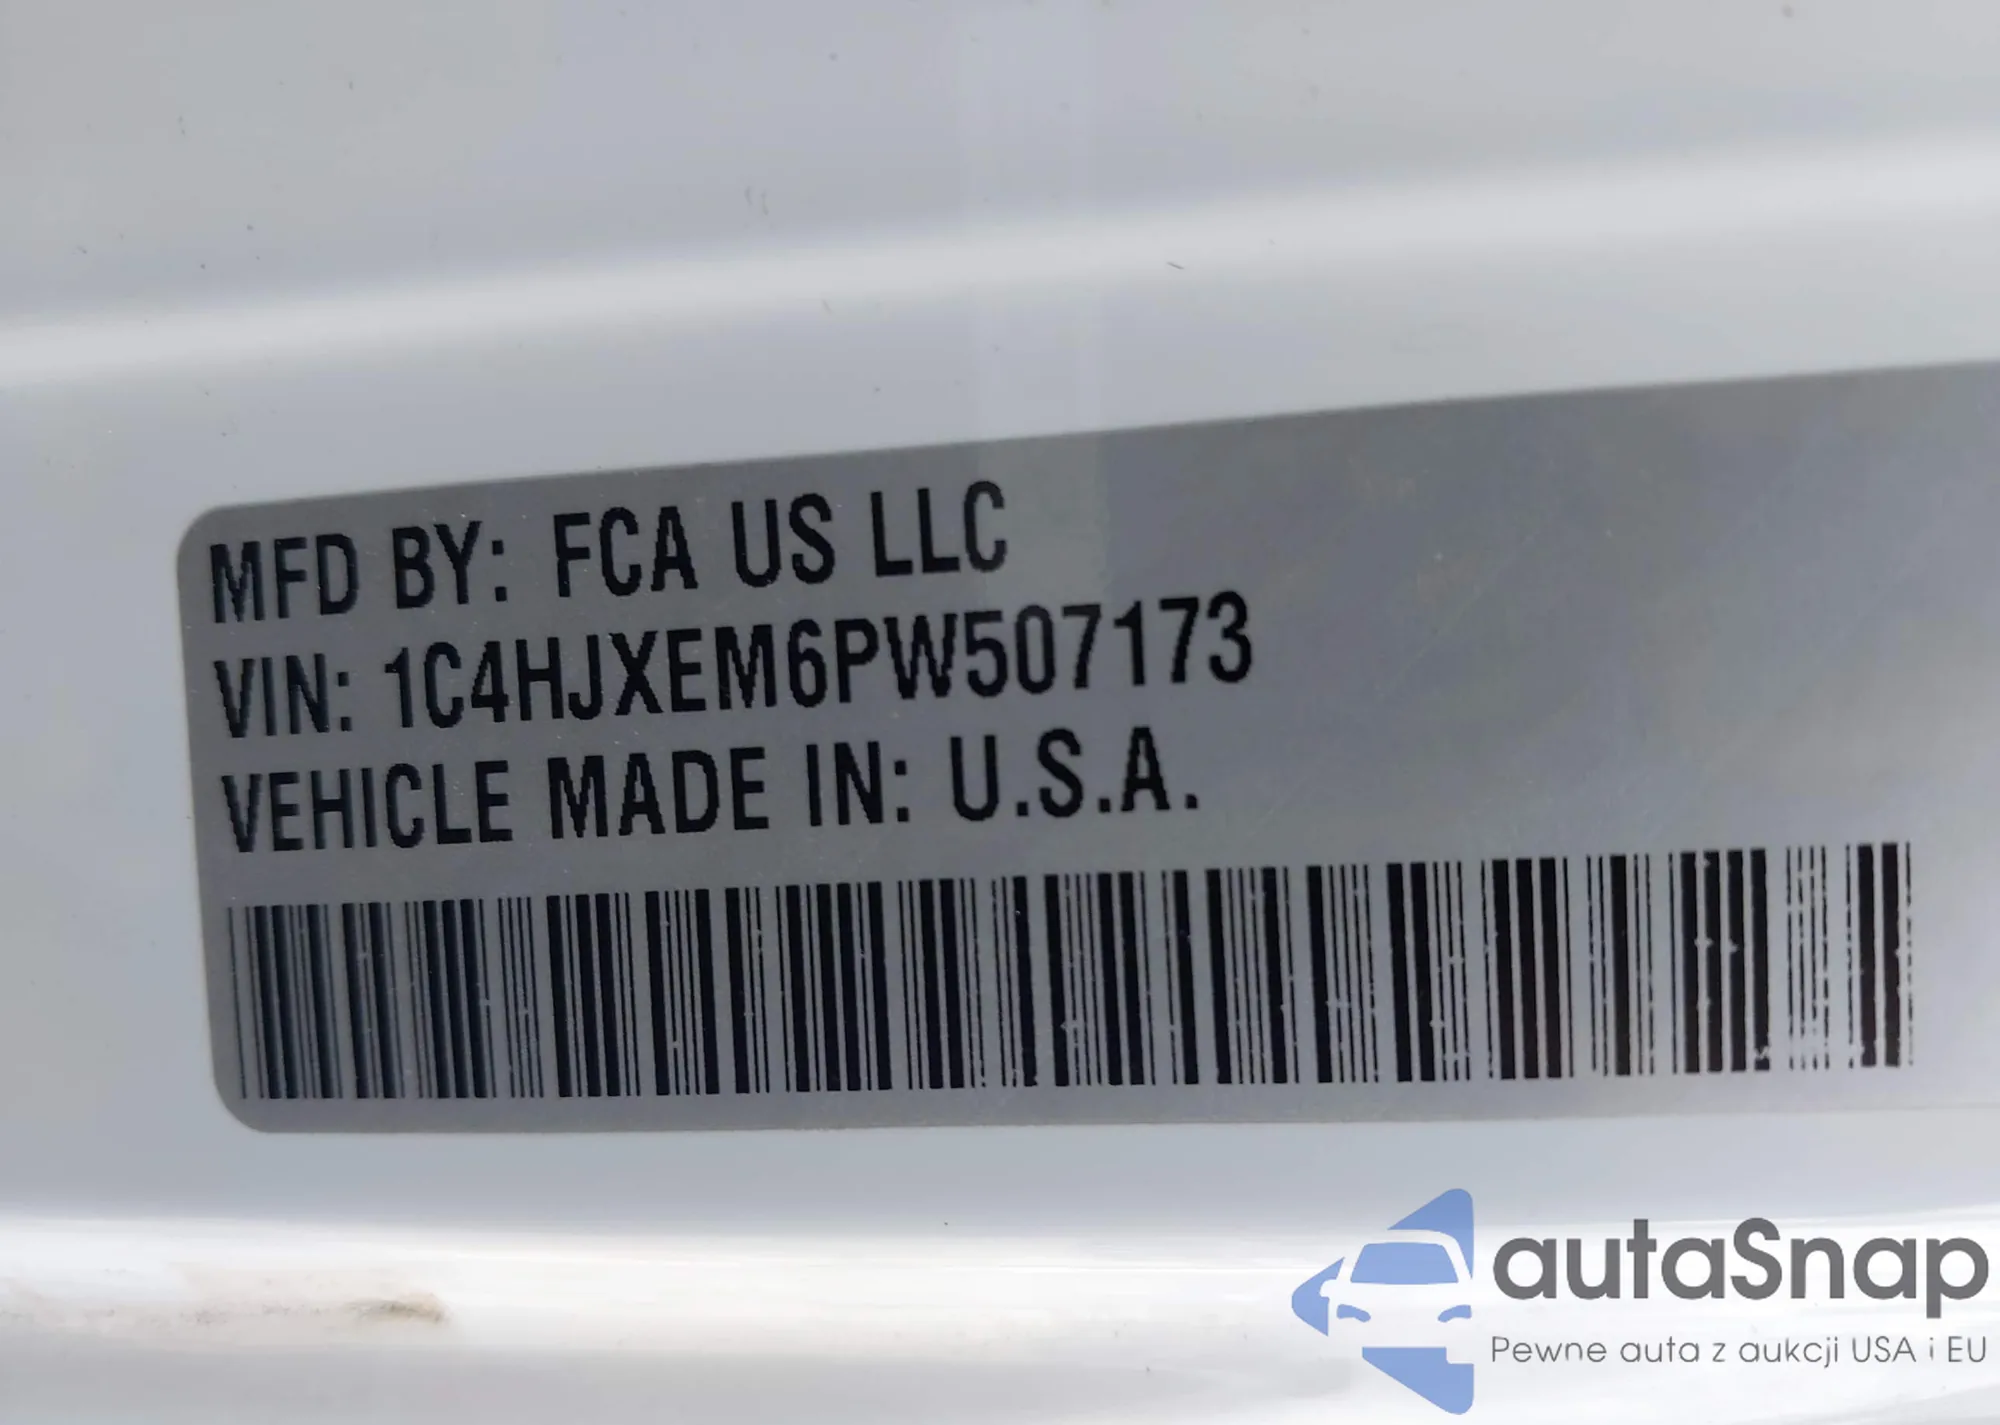 MFD BY: FCA US LLC
VIN: 1C4HJXEM6PW507173
VEHICLE MADE IN: U.S.A.
autaSnap
Pewne auta z aukcji USA i EU